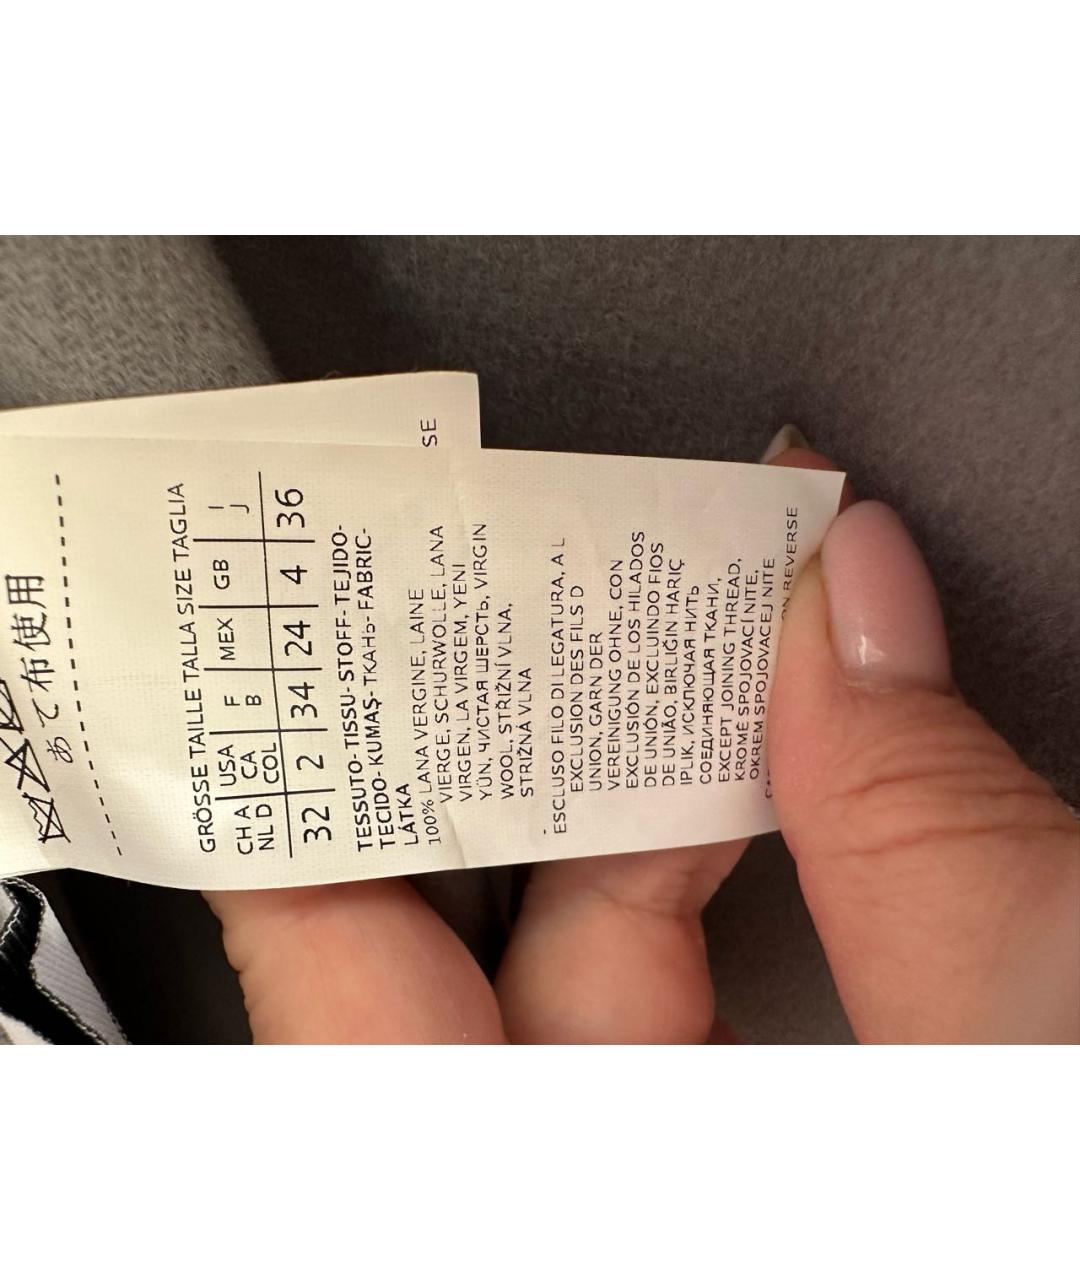 あて布使用
GRÖSSE TAILLE TALLA SIZE TAGLIA
CH A USA F MEX GB I
NL D CA B J
COL
32 2 34 24 4 36
TESSUTO- TISSU- STOFF- TEJIDO-
TECIDO- KUMAŞ- ТКАНЬ- FABRIC-
LÁTKA
100% LANA VERGINE, LAINE
VIERGE, SCHURWOLLE, LANA
VIRGEN, LA VIRGEM, YENİ
YÜN, ЧИСТАЯ ШЕРСТЬ, VIRGIN
WOOL, STŘIŽNÍ VLNA,
STRIŽNÁ VLNA
ESCLUSO FILO DI LEGATURA, A L
EXCLUSION DES FILS D
UNION, GARN DER
VEREINIGUNG OHNE, CON
EXCLUSIÓN DE LOS HILADOS
DE UNIÓN, EXCLUINDO FIOS
DE UNIÃO, BIRLIĞIN HARIÇ
IPLIK, ИСКЛЮЧАЯ НИТЬ
СОЕДИНЯЮЩАЯ ТКАНИ,
EXCEPT JOINING THREAD,
KROMĚ SPOJOVACÍ NITE,
OKREM SPOJOVACEJ NITE
ON REVERSE
SE